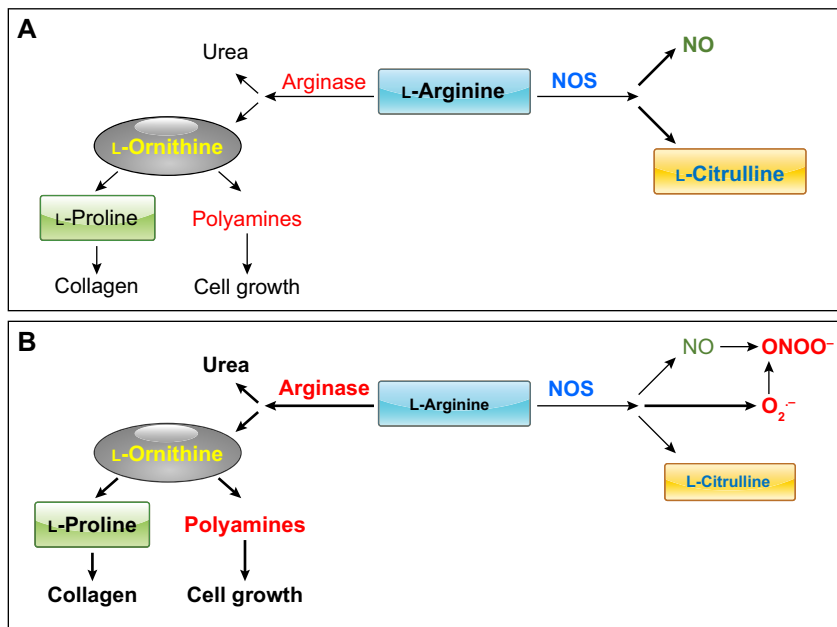 A
Urea
Arginase
L-Arginine
NOS
NO
L-Ornithine
L-Citrulline
L-Proline
Polyamines
Collagen
Cell growth
B
NO
ONOO⁻
Urea
Arginase
L-Arginine
NOS
O₂·⁻
L-Ornithine
L-Citrulline
L-Proline
Polyamines
Collagen
Cell growth